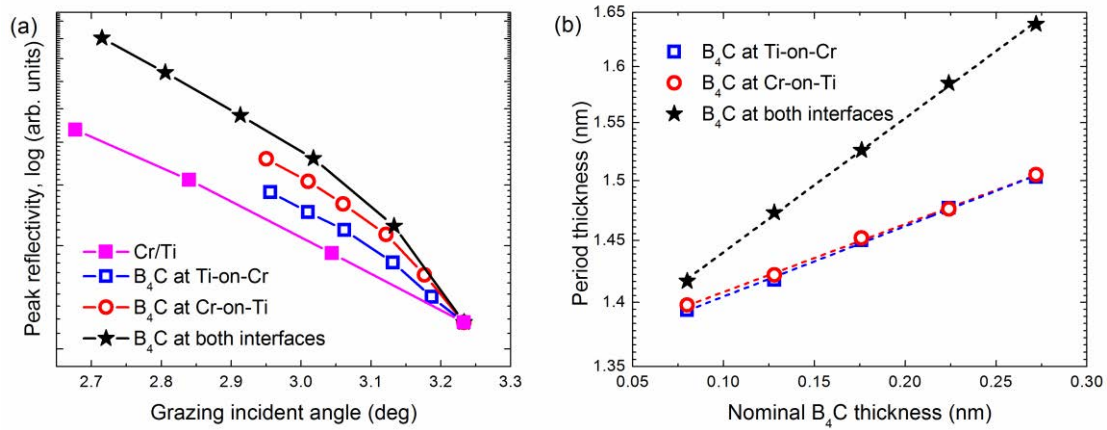 (a)
Peak reflectivity, log (arb. units)
Cr/Ti
B₄C at Ti-on-Cr
B₄C at Cr-on-Ti
B₄C at both interfaces
2.7 2.8 2.9 3.0 3.1 3.2 3.3
Grazing incident angle (deg)
(b)
Period thickness (nm)
1.65
1.6
1.55
1.5
1.45
1.4
1.35
B₄C at Ti-on-Cr
B₄C at Cr-on-Ti
B₄C at both interfaces
0.05 0.10 0.15 0.20 0.25 0.30
Nominal B₄C thickness (nm)